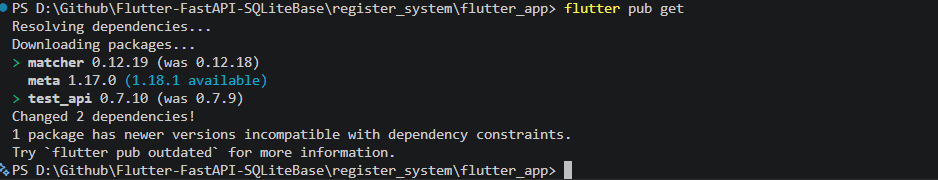 PS D:\Github\Flutter-FastAPI-SQLiteBase\register_system\flutter_app> flutter pub get
Resolving dependencies...
Downloading packages...
> matcher 0.12.19 (was 0.12.18)
  meta 1.17.0 (1.18.1 available)
> test_api 0.7.10 (was 0.7.9)
Changed 2 dependencies!
1 package has newer versions incompatible with dependency constraints.
Try `flutter pub outdated` for more information.
PS D:\Github\Flutter-FastAPI-SQLiteBase\register_system\flutter_app>